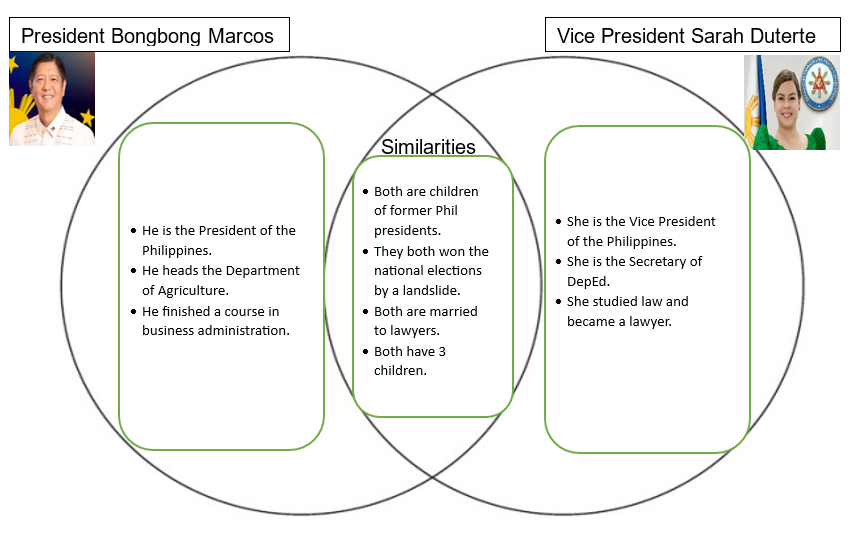 President Bongbong Marcos
Vice President Sarah Duterte
Similarities
• He is the President of the
Philippines.
• He heads the Department
of Agriculture.
• He finished a course in
business administration.
• Both are children
of former Phil
presidents.
• They both won the
national elections
by a landslide.
• Both are married
to lawyers.
• Both have 3
children.
• She is the Vice President
of the Philippines.
• She is the Secretary of
DepEd.
• She studied law and
became a lawyer.